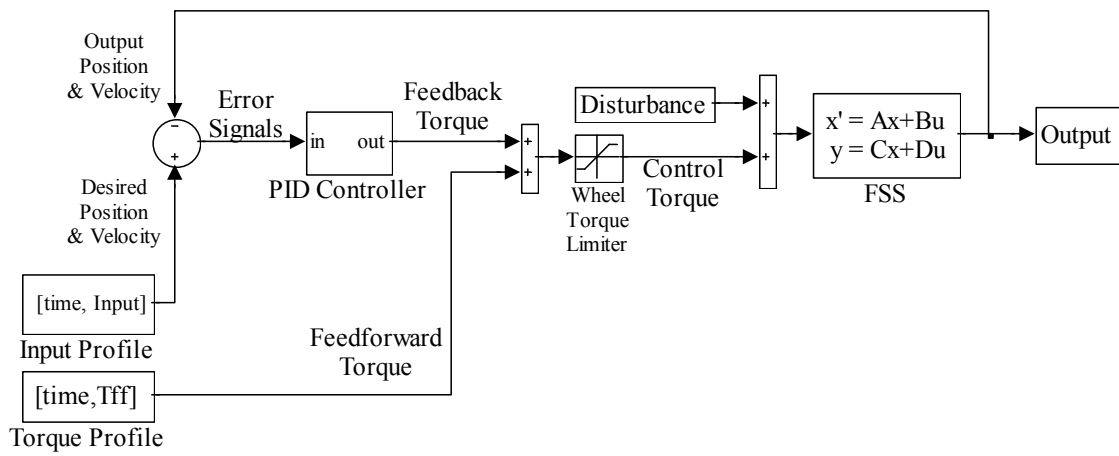 Output
Position
& Velocity
−
+
Error
Signals
in
out
PID Controller
Feedback
Torque
+
+
Wheel
Torque
Limiter
Control
Torque
Disturbance
+
+
x' = Ax+Bu
y = Cx+Du
FSS
Output
Desired
Position
& Velocity
[time, Input]
Input Profile
Feedforward
Torque
[time,Tff]
Torque Profile